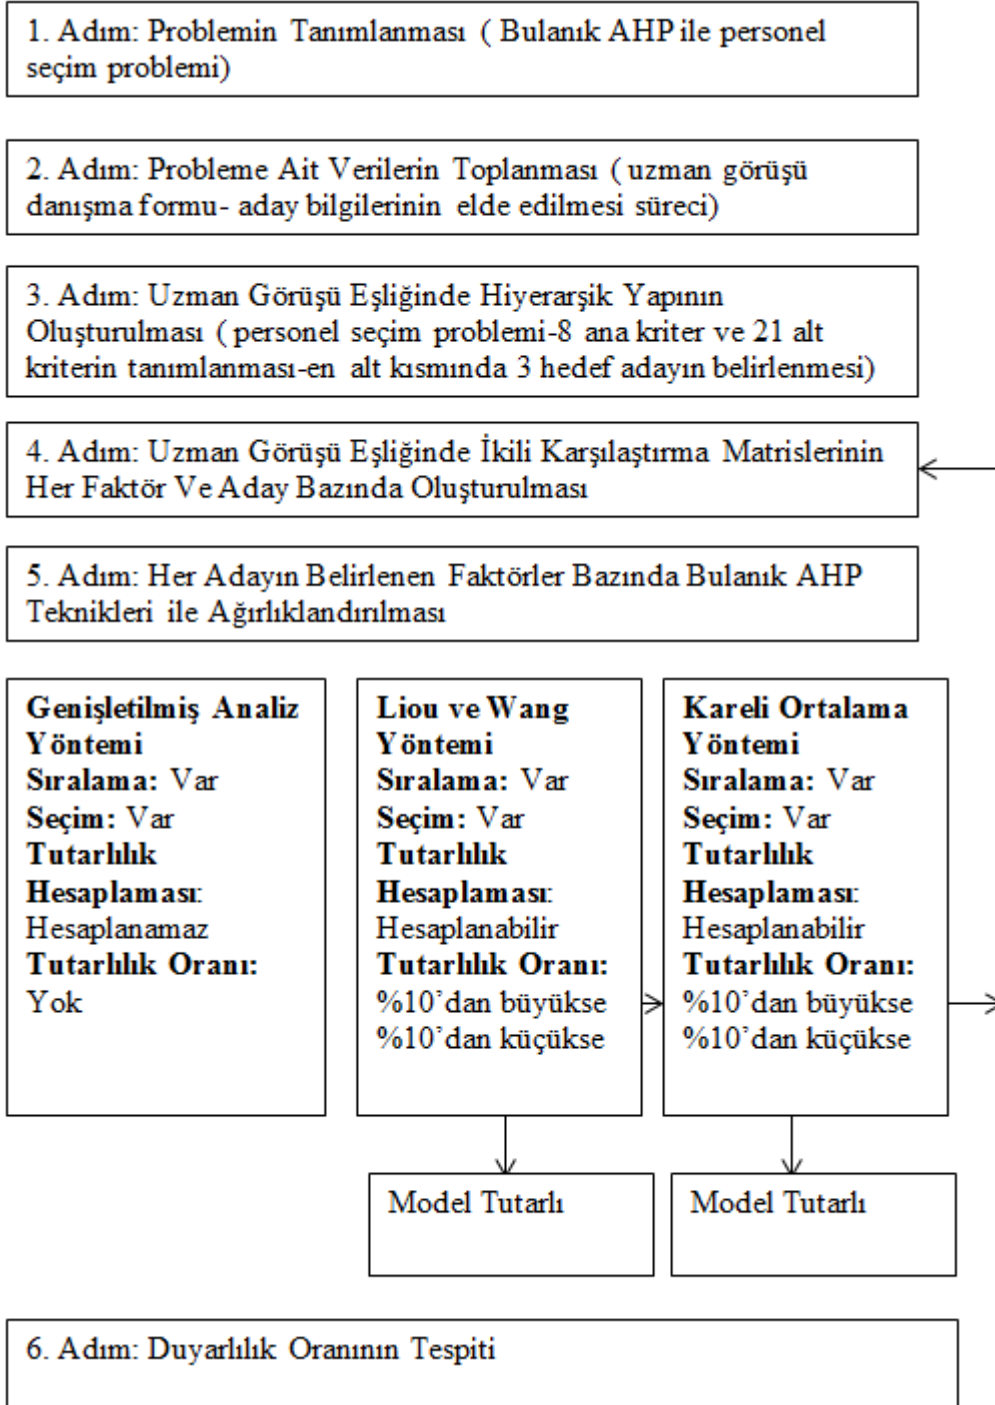 1. Adım: Problemin Tanımlanması ( Bulanık AHP ile personel
seçim problemi)
2. Adım: Probleme Ait Verilerin Toplanması ( uzman görüşü
danışma formu- aday bilgilerinin elde edilmesi süreci)
3. Adım: Uzman Görüşü Eşliğinde Hiyerarşik Yapının
Oluşturulması ( personel seçim problemi-8 ana kriter ve 21 alt
kriterin tanımlanması-en alt kısmında 3 hedef adayın belirlenmesi)
4. Adım: Uzman Görüşü Eşliğinde İkili Karşılaştırma Matrislerinin
Her Faktör Ve Aday Bazında Oluşturulması
5. Adım: Her Adayın Belirlenen Faktörler Bazında Bulanık AHP
Teknikleri ile Ağırlıklandırılması
Genişletilmiş Analiz
Yöntemi
Sıralama: Var
Seçim: Var
Tutarlılık
Hesaplaması:
Hesaplanamaz
Tutarlılık Oranı:
Yok
Liou ve Wang
Yöntemi
Sıralama: Var
Seçim: Var
Tutarlılık
Hesaplaması:
Hesaplanabilir
Tutarlılık Oranı:
%10'dan büyükse
%10'dan küçükse
Kareli Ortalama
Yöntemi
Sıralama: Var
Seçim: Var
Tutarlılık
Hesaplaması:
Hesaplanabilir
Tutarlılık Oranı:
%10'dan büyükse
%10'dan küçükse
Model Tutarlı
Model Tutarlı
6. Adım: Duyarlılık Oranının Tespiti